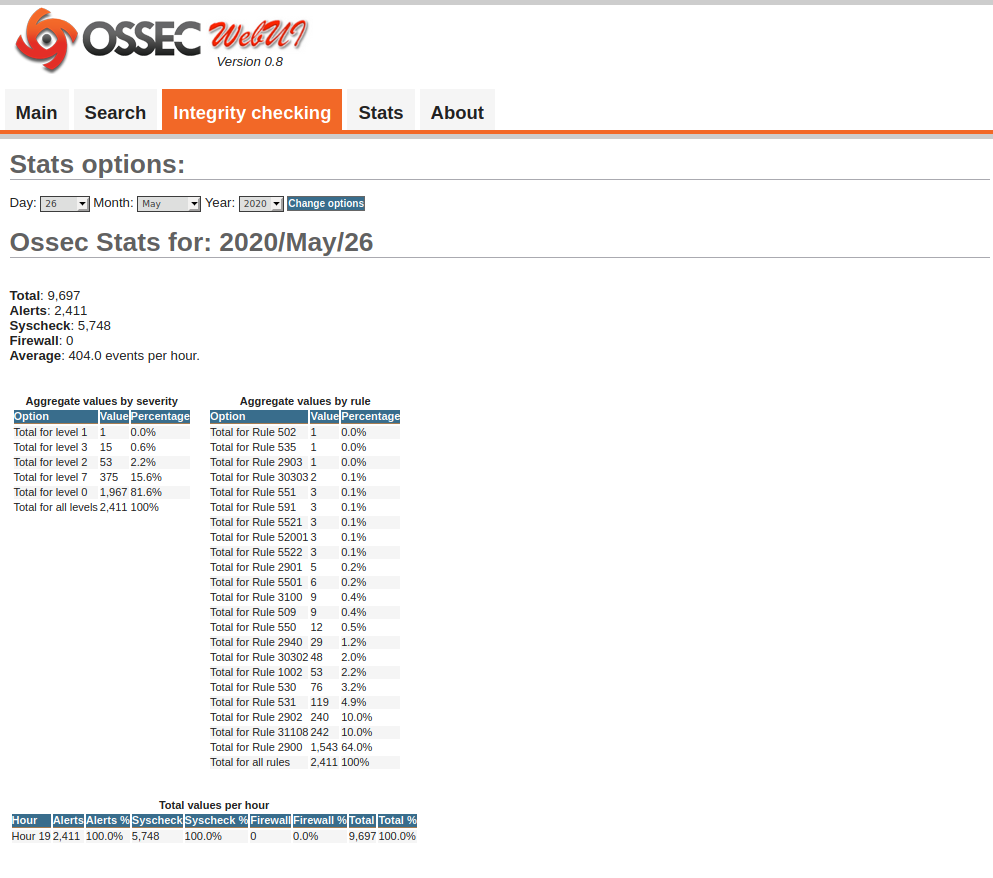 OSSEC WebUI
Version 0.8
Main Search Integrity checking Stats About
Stats options:
Day: 26 Month: May Year: 2020 Change options
Ossec Stats for: 2020/May/26
Total: 9,697
Alerts: 2,411
Syscheck: 5,748
Firewall: 0
Average: 404.0 events per hour.
Aggregate values by severity
Option Value Percentage
Total for level 1 1 0.0%
Total for level 3 15 0.6%
Total for level 2 53 2.2%
Total for level 7 375 15.6%
Total for level 0 1,967 81.6%
Total for all levels 2,411 100%
Aggregate values by rule
Option Value Percentage
Total for Rule 502 1 0.0%
Total for Rule 535 1 0.0%
Total for Rule 2903 1 0.0%
Total for Rule 30303 2 0.1%
Total for Rule 551 3 0.1%
Total for Rule 591 3 0.1%
Total for Rule 5521 3 0.1%
Total for Rule 52001 3 0.1%
Total for Rule 5522 3 0.1%
Total for Rule 2901 5 0.2%
Total for Rule 5501 6 0.2%
Total for Rule 3100 9 0.4%
Total for Rule 509 9 0.4%
Total for Rule 550 12 0.5%
Total for Rule 2940 29 1.2%
Total for Rule 30302 48 2.0%
Total for Rule 1002 53 2.2%
Total for Rule 530 76 3.2%
Total for Rule 531 119 4.9%
Total for Rule 2902 240 10.0%
Total for Rule 31108 242 10.0%
Total for Rule 2900 1,543 64.0%
Total for all rules 2,411 100%
Total values per hour
Hour Alerts Alerts % Syscheck Syscheck % Firewall Firewall % Total Total %
Hour 19 2,411 100.0% 5,748 100.0% 0 0.0% 9,697 100.0%